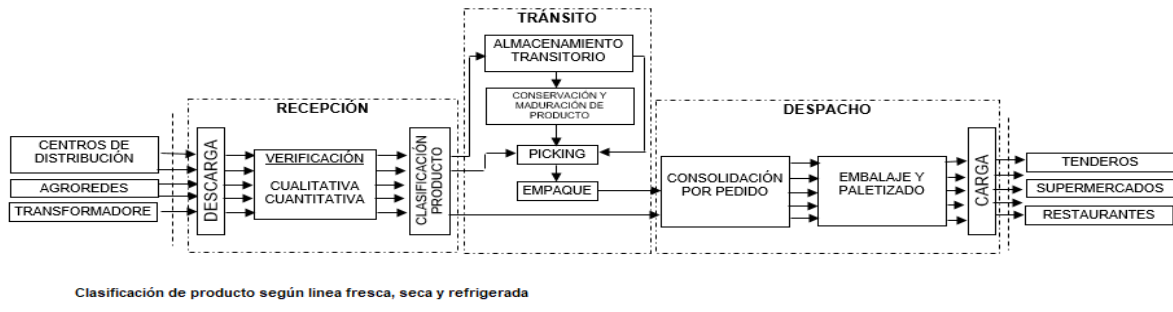 TRÁNSITO
ALMACENAMIENTO
TRANSITORIO
CONSERVACIÓN Y
MADURACIÓN DE
PRODUCTO
PICKING
EMPAQUE
RECEPCIÓN
CENTROS DE
DISTRIBUCIÓN
AGROREDES
TRANSFORMADORE
DESCARGA
VERIFICACIÓN
CUALITATIVA
CUANTITATIVA
CLASIFICACIÓN
PRODUCTO
DESPACHO
CONSOLIDACIÓN
POR PEDIDO
EMBALAJE Y
PALETIZADO
CARGA
TENDEROS
SUPERMERCADOS
RESTAURANTES
Clasificación de producto según linea fresca, seca y refrigerada